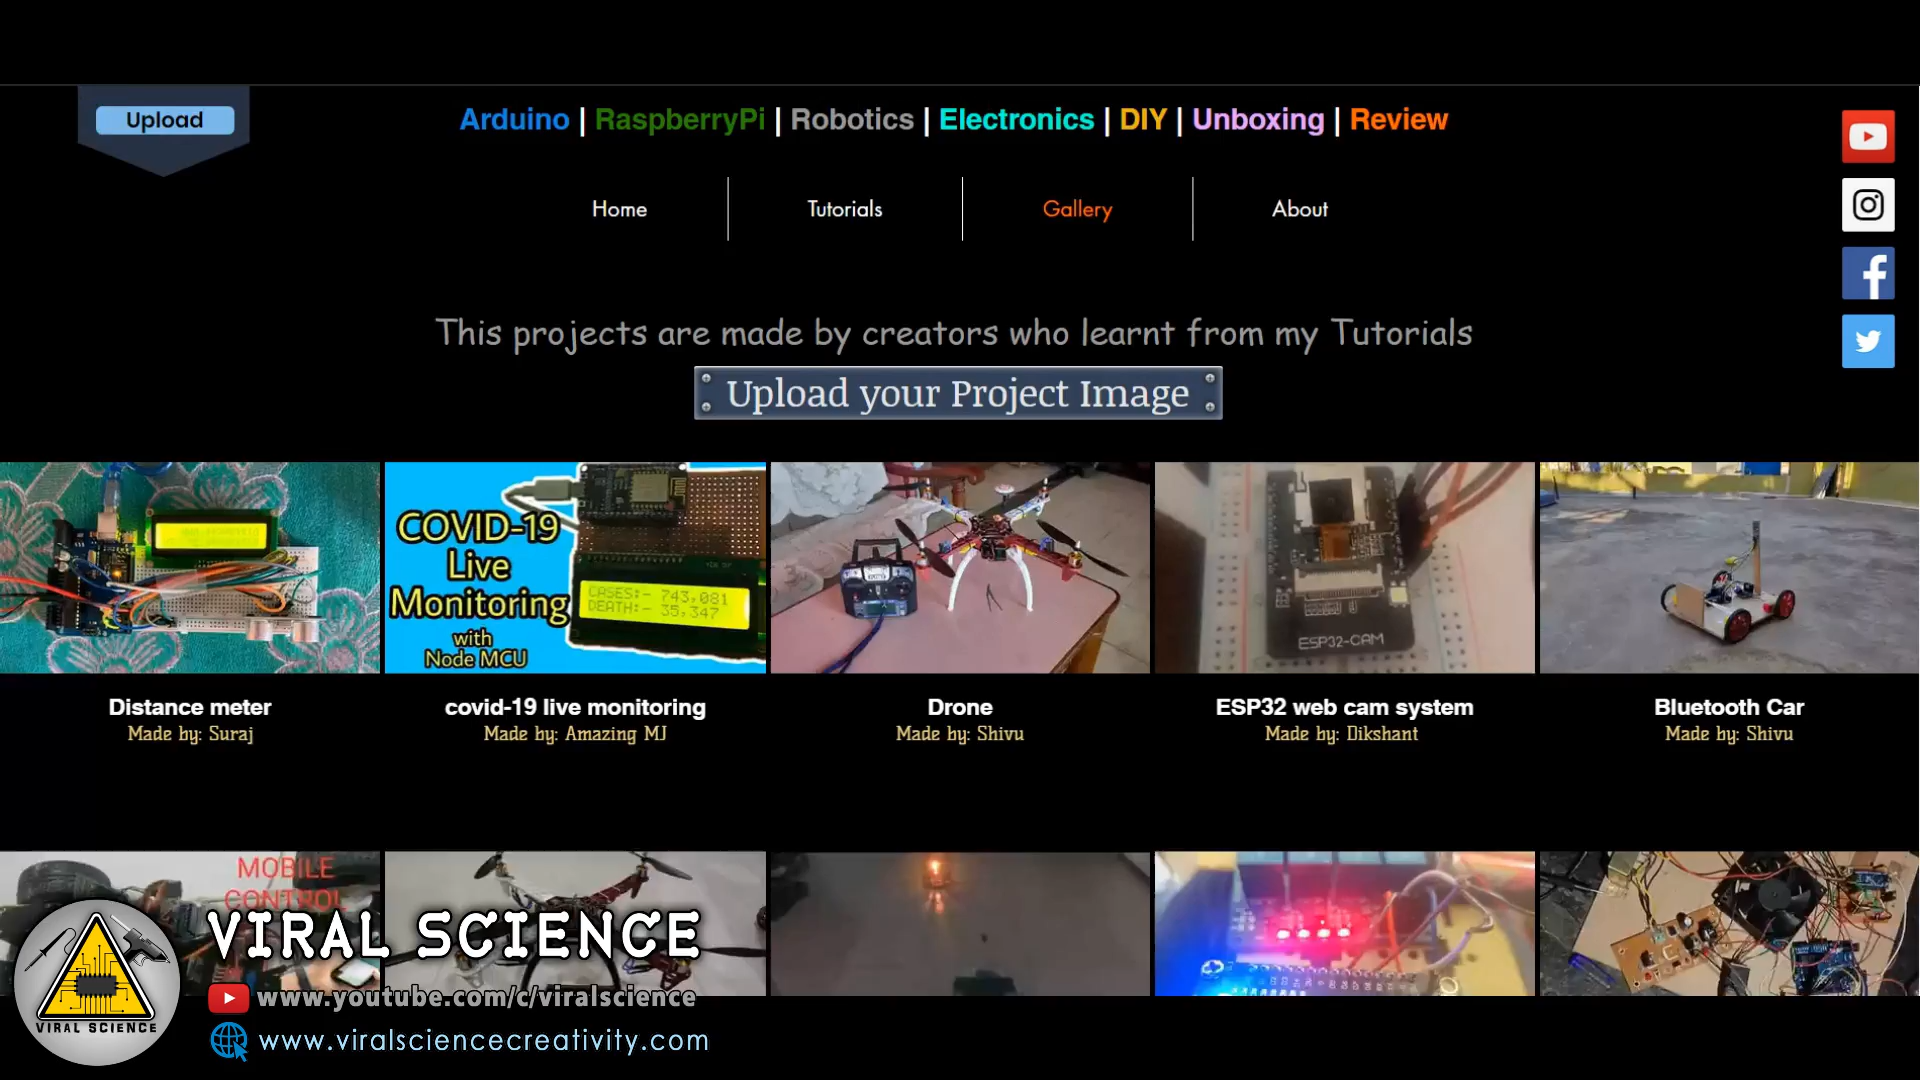 Upload
Arduino | RaspberryPi | Robotics | Electronics | DIY | Unboxing | Review
Home
Tutorials
Gallery
About
This projects are made by creators who learnt from my Tutorials
Upload your Project Image
COVID-19
Live
Monitoring
with
Node MCU
CASES:- 743,081
DEATH:- 35,347
ESP32-CAM
Distance meter
Made by: Suraj
covid-19 live monitoring
Made by: Amazing MJ
Drone
Made by: Shivu
ESP32 web cam system
Made by: Dikshant
Bluetooth Car
Made by: Shivu
MOBILE
CONTROL
VIRAL SCIENCE
www.youtube.com/c/viralscience
www.viralsciencecreativity.com
VIRAL SCIENCE